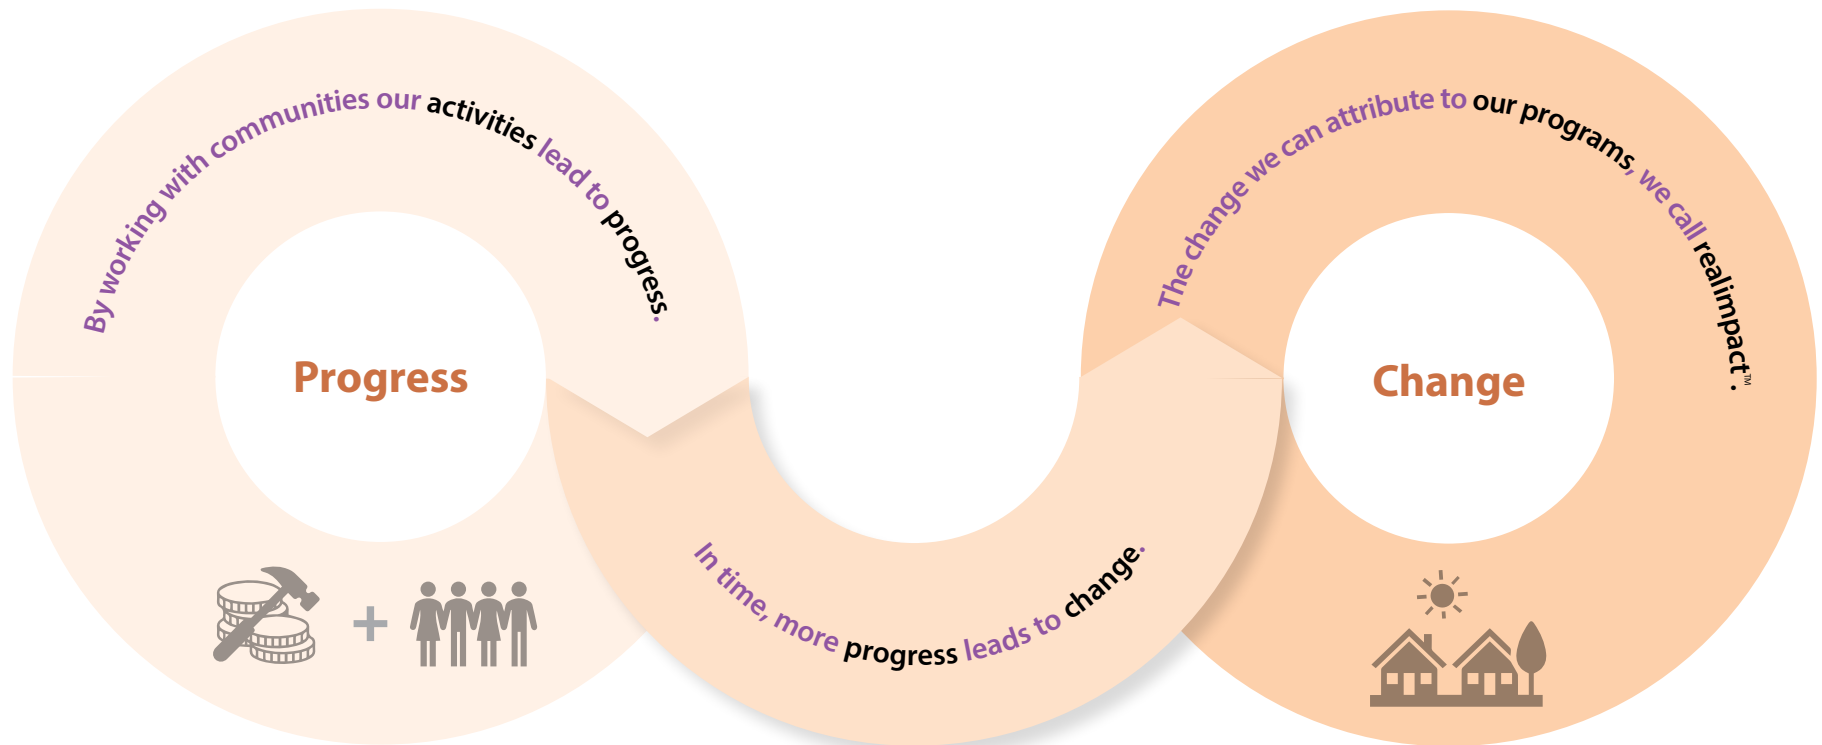 By working with communities our activities lead to progress.
Progress
+
In time, more progress leads to change.
The change we can attribute to our programs, we call realimpact™.
Change